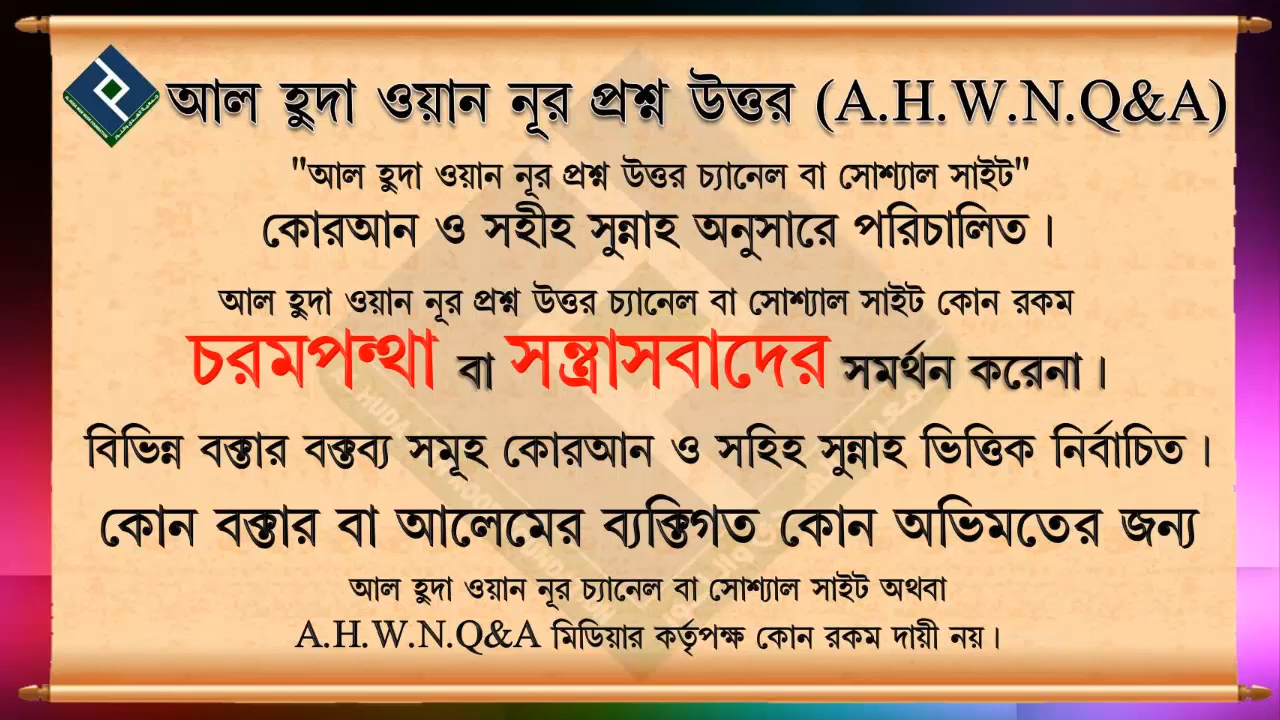 আল হুদা ওয়ান নূর প্রশ্ন উত্তর (A.H.W.N.Q&A)
"আল হুদা ওয়ান নূর প্রশ্ন উত্তর চ্যানেল বা সোশ্যাল সাইট"
কোরআন ও সহীহ সুন্নাহ অনুসারে পরিচালিত।
আল হুদা ওয়ান নূর প্রশ্ন উত্তর চ্যানেল বা সোশ্যাল সাইট কোন রকম
চরমপন্থা বা সন্ত্রাসবাদের সমর্থন করেনা।
বিভিন্ন বক্তার বক্তব্য সমূহ কোরআন ও সহিহ সুন্নাহ ভিত্তিক নির্বাচিত।
কোন বক্তার বা আলেমের ব্যক্তিগত কোন অভিমতের জন্য
আল হুদা ওয়ান নূর চ্যানেল বা সোশ্যাল সাইট অথবা
A.H.W.N.Q&A মিডিয়ার কর্তৃপক্ষ কোন রকম দায়ী নয়।